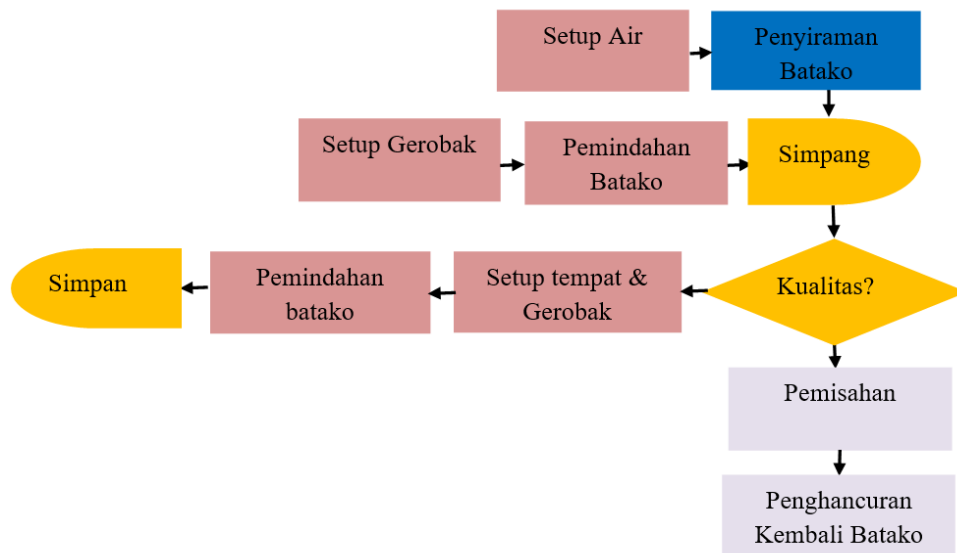 Setup Air
Penyiraman
Batako
Setup Gerobak
Pemindahan
Batako
Simpang
Simpan
Pemindahan
batako
Setup tempat &
Gerobak
Kualitas?
Pemisahan
Penghancuran
Kembali Batako